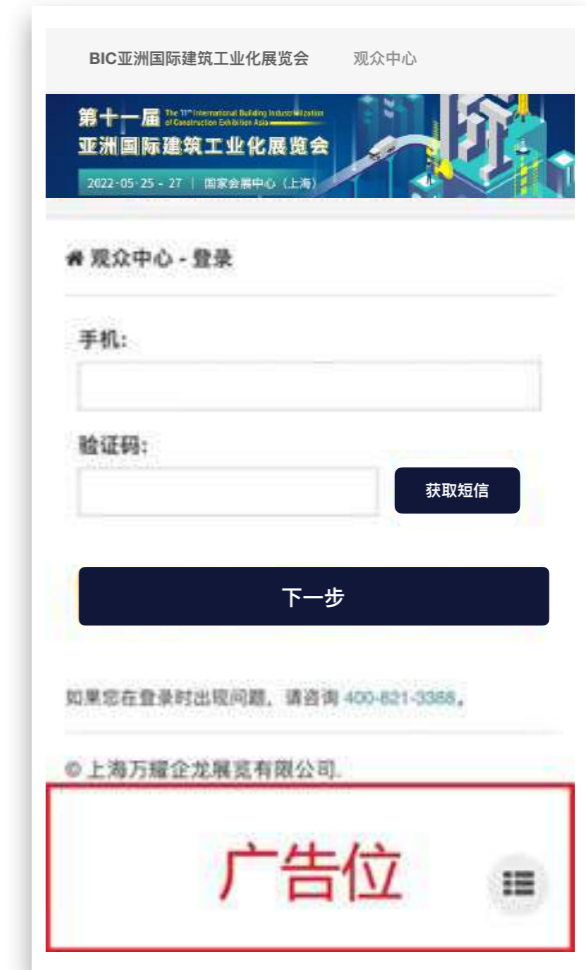 BIC亚洲国际建筑工业化展览会 观众中心
第十一届 The 11th International Building Industrialization
of Construction Exhibition Asia
亚洲国际建筑工业化展览会
2022-05-25 - 27 | 国家会展中心（上海）
观众中心 - 登录
手机:
验证码:
获取短信
下一步
如果您在登录时出现问题，请咨询 400-821-3388。
© 上海万耀企龙展览有限公司.
广告位